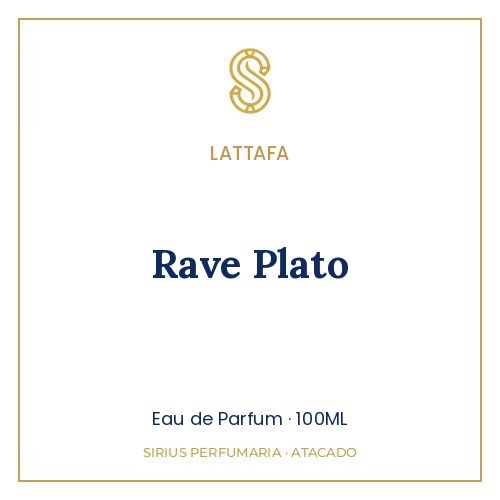 LATTAFA
Rave Plato
Eau de Parfum · 100ML
SIRIUS PERFUMARIA · ATACADO